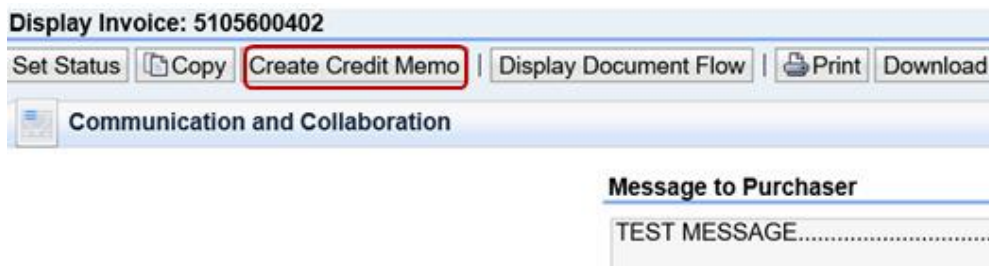 Display Invoice: 5105600402
Set Status Copy Create Credit Memo | Display Document Flow | Print Download
Communication and Collaboration
Message to Purchaser
TEST MESSAGE..............................